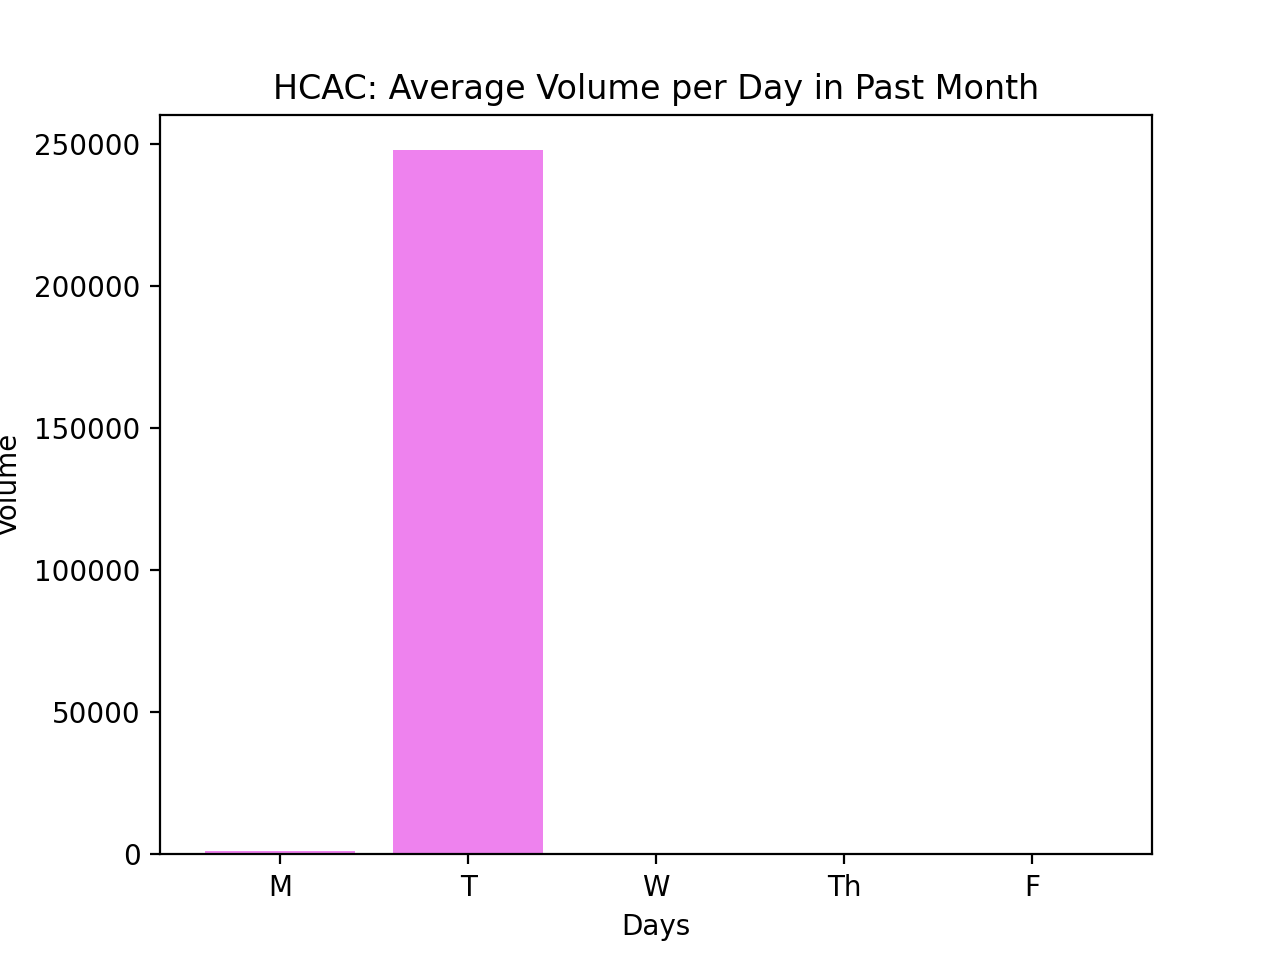 HCAC: Average Volume per Day in Past Month
250000
200000
150000
100000
50000
0
Volume
M T W Th F
Days